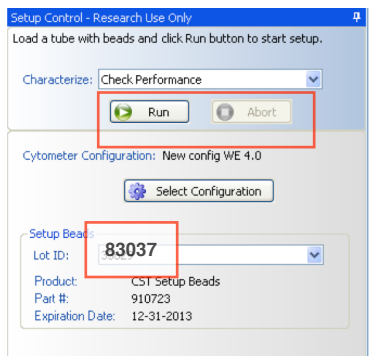 Setup Control - Research Use Only
Load a tube with beads and click Run button to start setup.
Characterize: Check Performance
Run Abort
Cytometer Configuration: New config WE 4.0
Select Configuration
Setup Beads
Lot ID: 83037
Product: CST Setup Beads
Part #: 910723
Expiration Date: 12-31-2013